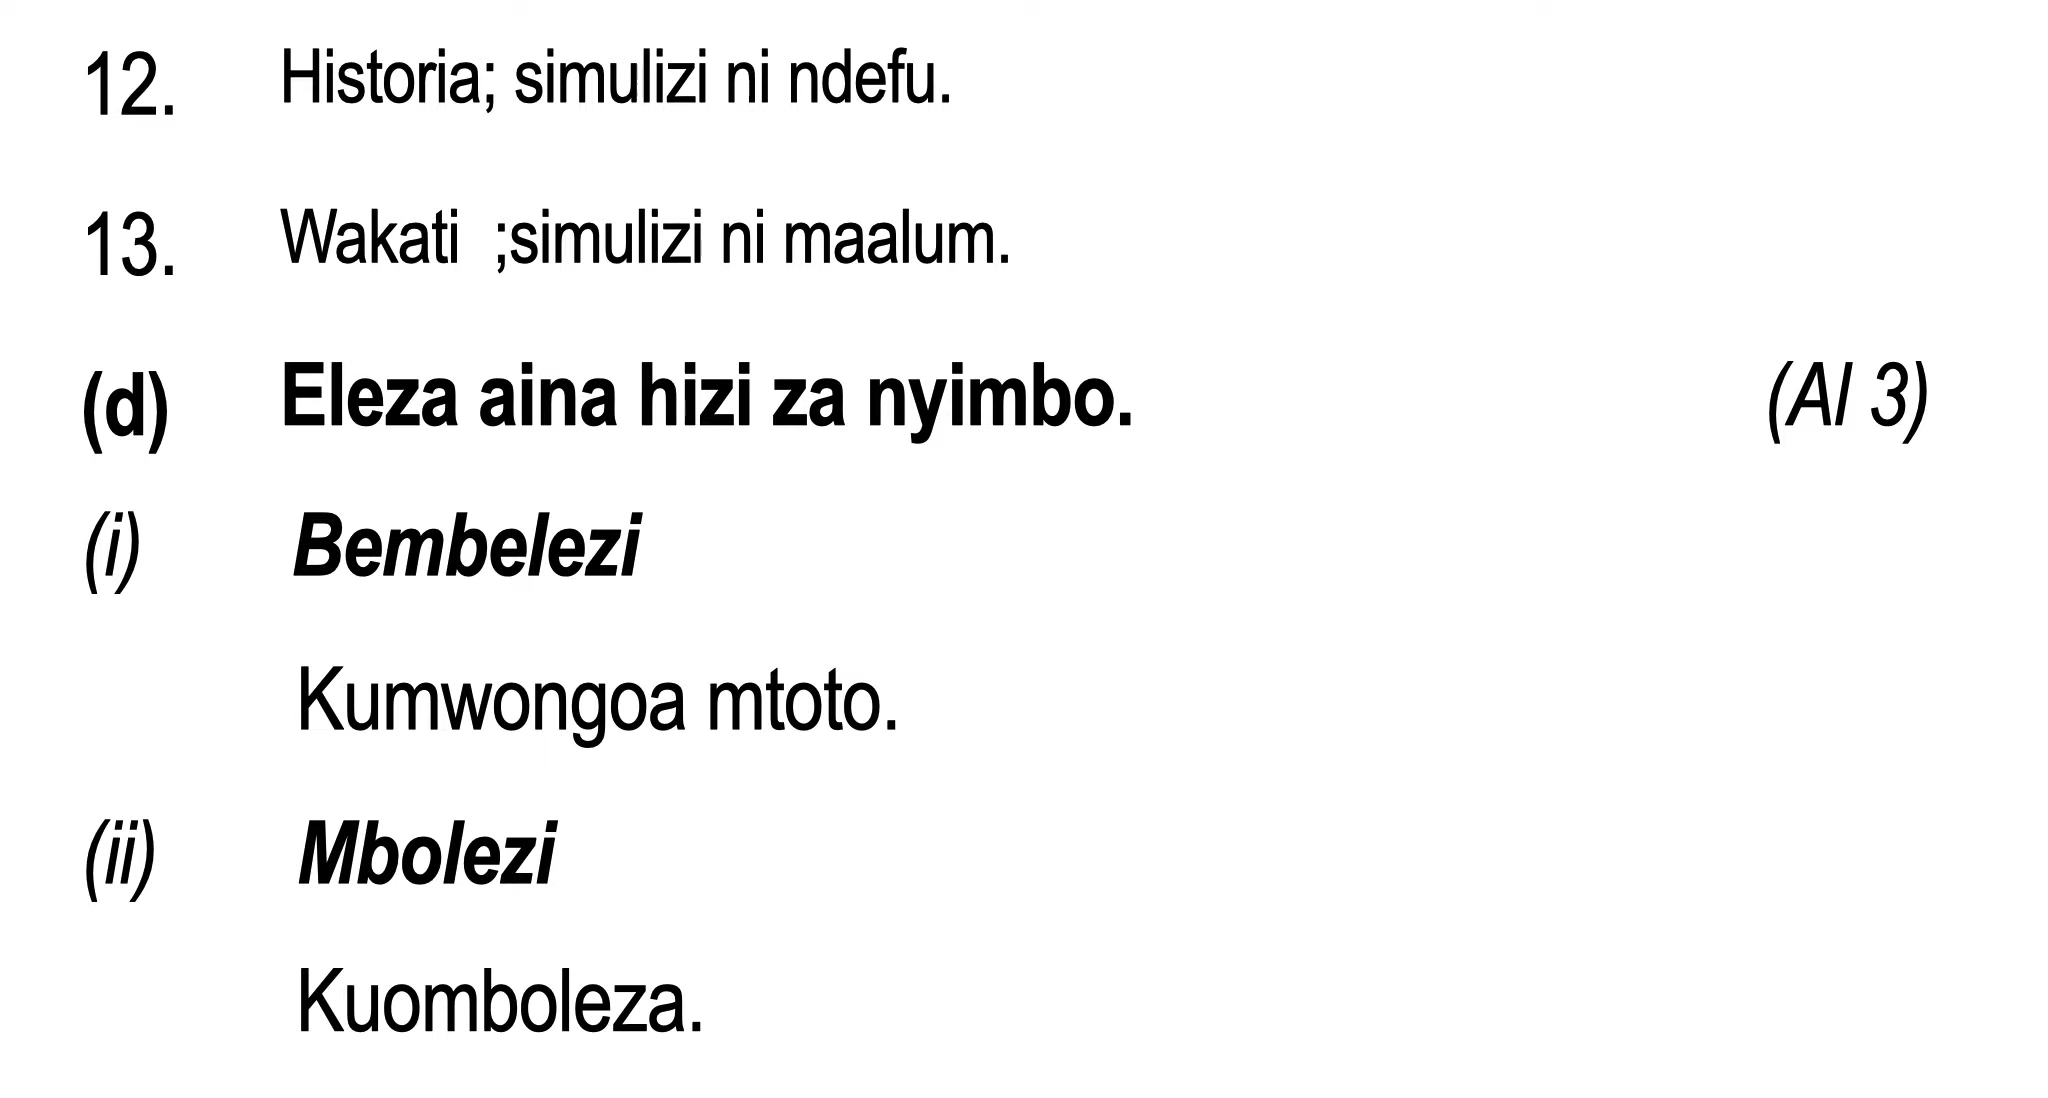 12. Historia; simulizi ni ndefu.
13. Wakati  ;simulizi ni maalum.
(d) Eleza aina hizi za nyimbo. (Al 3)
(i) Bembelezi
Kumwongoa mtoto.
(ii) Mbolezi
Kuomboleza.